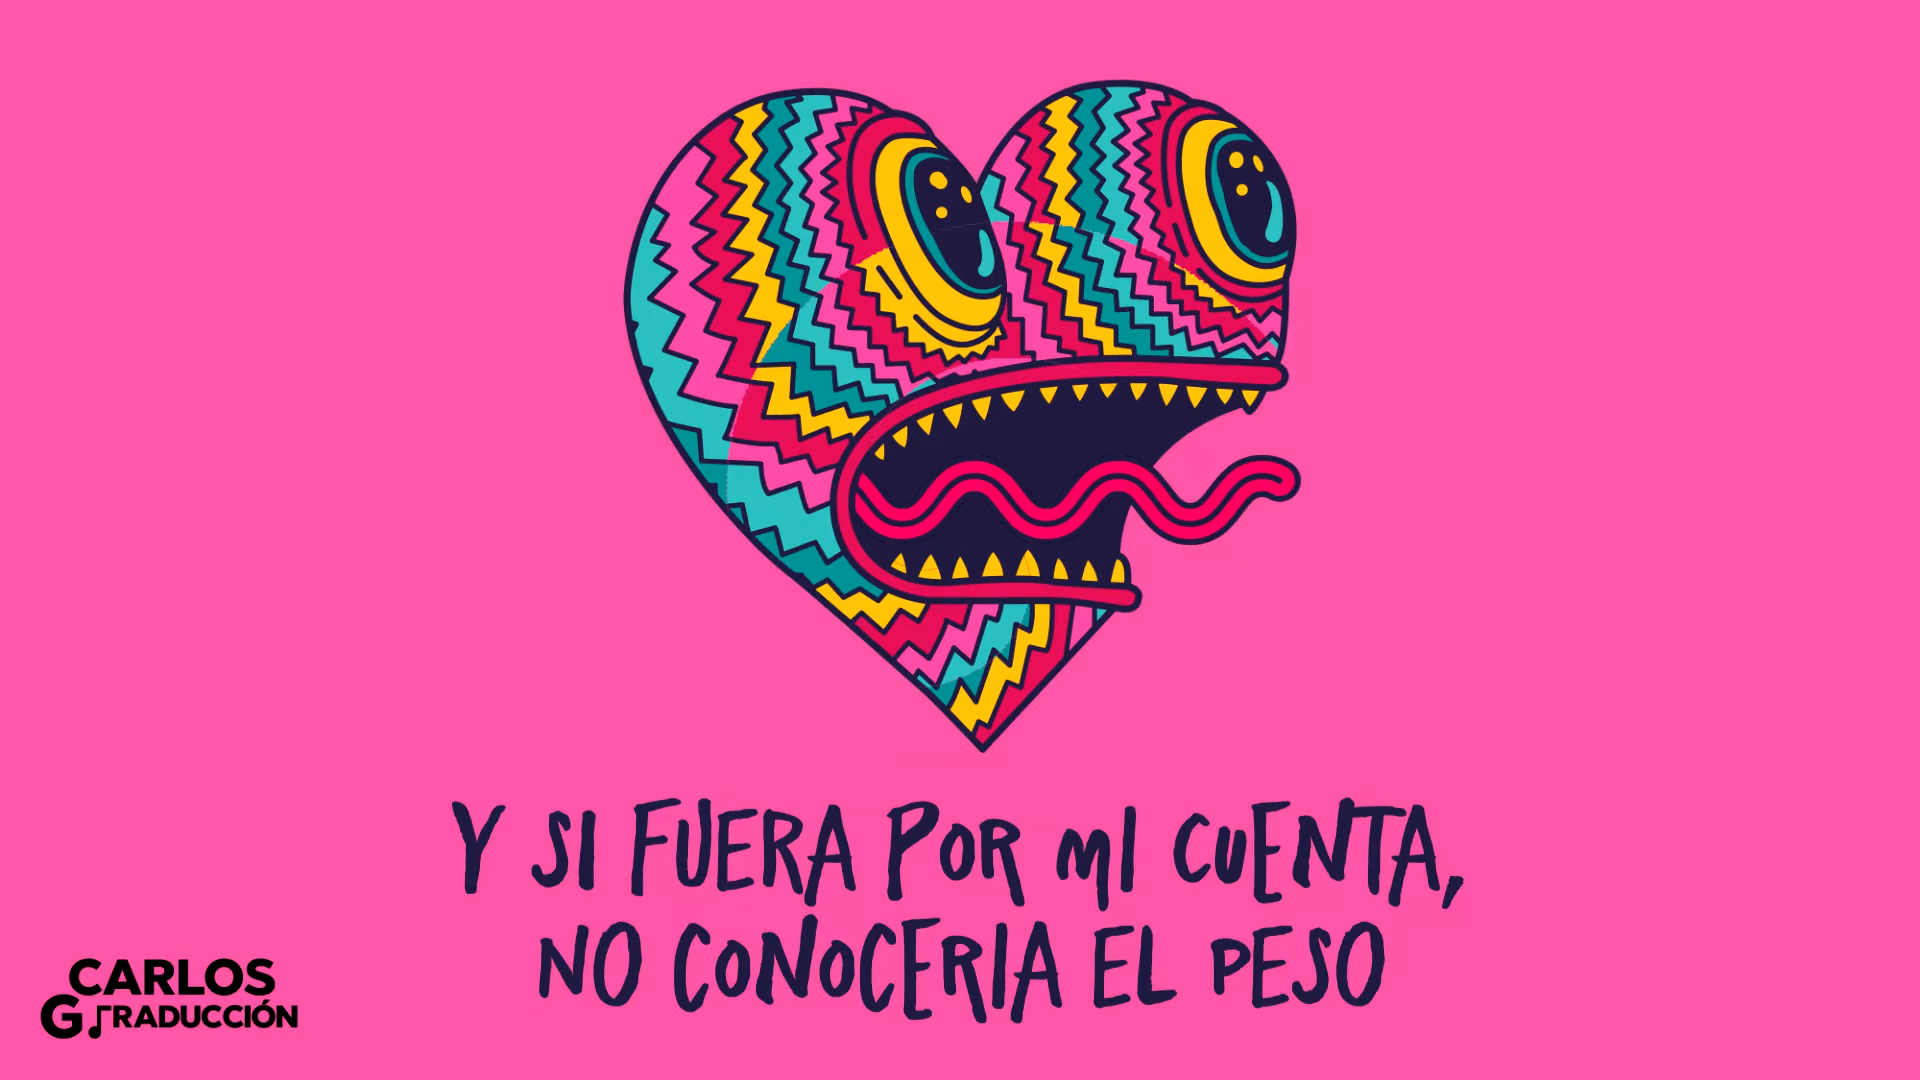 Y SI FUERA POR MI CUENTA,
NO CONOCERIA EL PESO
CARLOS
G TRADUCCIÓN